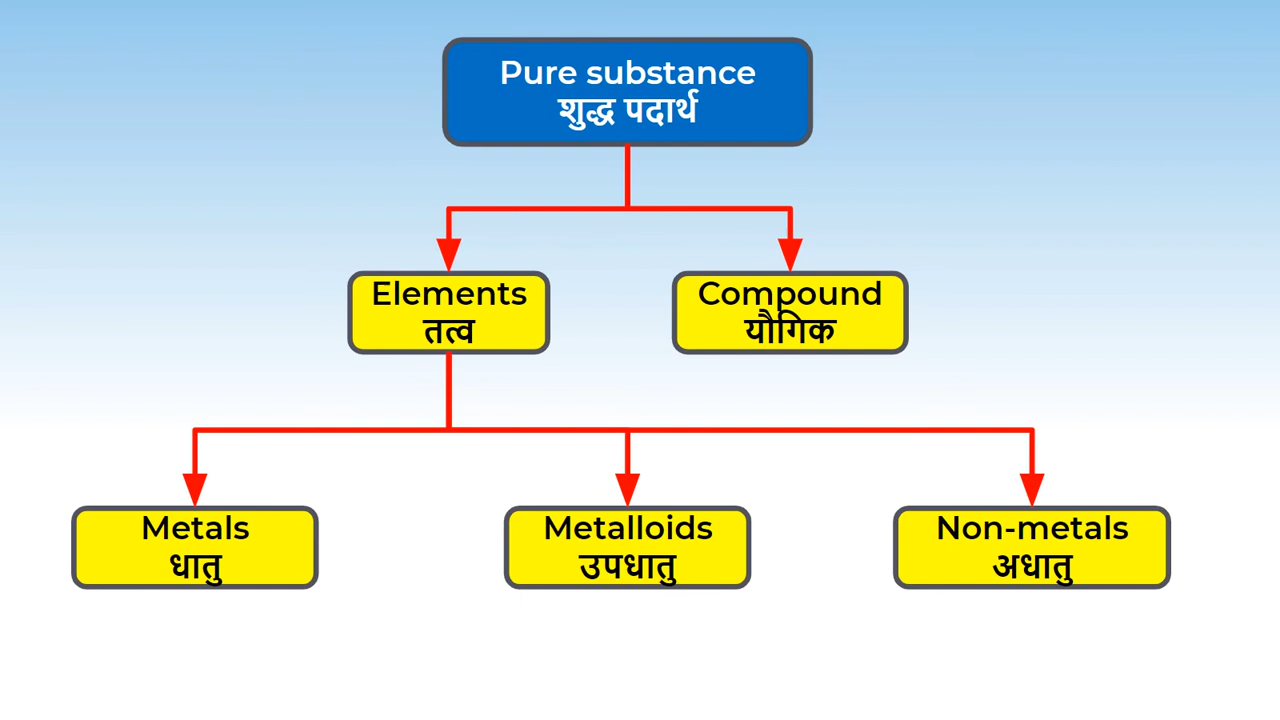 Pure substance
शुद्ध पदार्थ
Elements
तत्व
Compound
यौगिक
Metals
धातु
Metalloids
उपधातु
Non-metals
अधातु